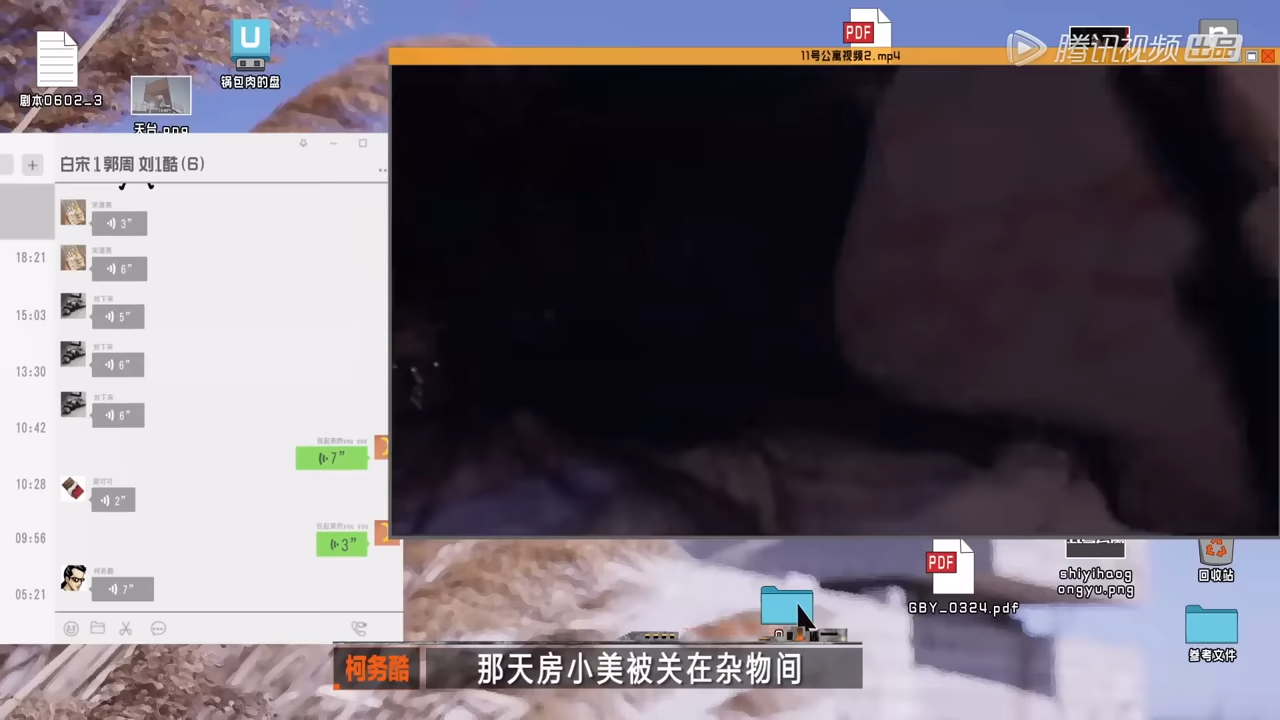 剧本0602_3
天台.png
U
锅包肉的盘
PDF
腾讯视频 出品
11号公寓视频2.mp4
+
白宋1郭周 刘1酷(6)
3"
18:21
6"
15:03
5"
13:30
6"
10:42
6"
7"
10:28
2"
09:56
3"
05:21
柯务酷
7"
PDF
GBY_0324.pdf
shiyihaog
ongyu.png
回收站
参考文件
柯务酷
那天房小美被关在杂物间